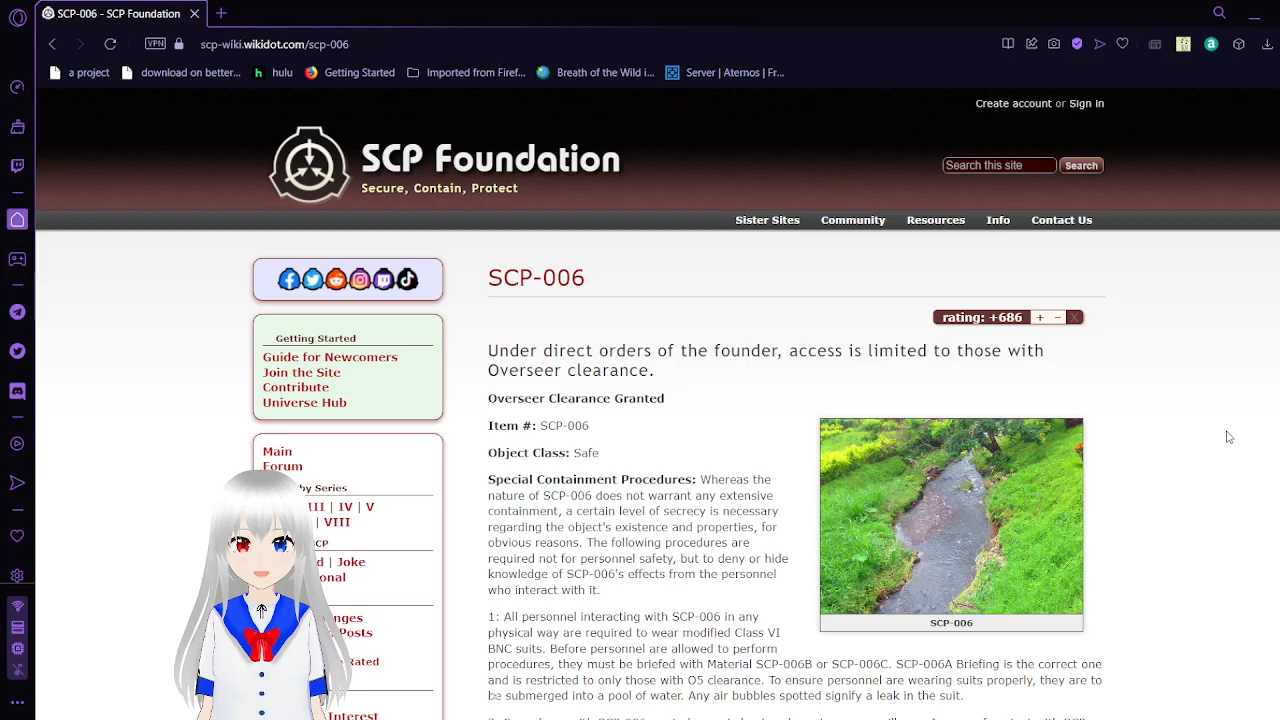 SCP-006 - SCP Foundation
VPN
scp-wiki.wikidot.com/scp-006
a project
download on better...
h hulu
Getting Started
Imported from Firef...
Breath of the Wild i...
Server | Aternos | Fr...
Create account or Sign in
SCP Foundation
Secure, Contain, Protect
Search this site
Search
Sister Sites
Community
Resources
Info
Contact Us
Getting Started
Guide for Newcomers
Join the Site
Contribute
Universe Hub
Main
Forum
by Series
III | IV | V
| VIII
CP
d | Joke
onal
nges
Posts
Rated
Interest
SCP-006
rating: +686 + – X
Under direct orders of the founder, access is limited to those with
Overseer clearance.
Overseer Clearance Granted
Item #: SCP-006
Object Class: Safe
Special Containment Procedures: Whereas the
nature of SCP-006 does not warrant any extensive
containment, a certain level of secrecy is necessary
regarding the object's existence and properties, for
obvious reasons. The following procedures are
required not for personnel safety, but to deny or hide
knowledge of SCP-006's effects from the personnel
who interact with it.
SCP-006
1: All personnel interacting with SCP-006 in any
physical way are required to wear modified Class VI
BNC suits. Before personnel are allowed to perform
procedures, they must be briefed with Material SCP-006B or SCP-006C. SCP-006A Briefing is the correct one
and is restricted to only those with O5 clearance. To ensure personnel are wearing suits properly, they are to
be submerged into a pool of water. Any air bubbles spotted signify a leak in the suit.